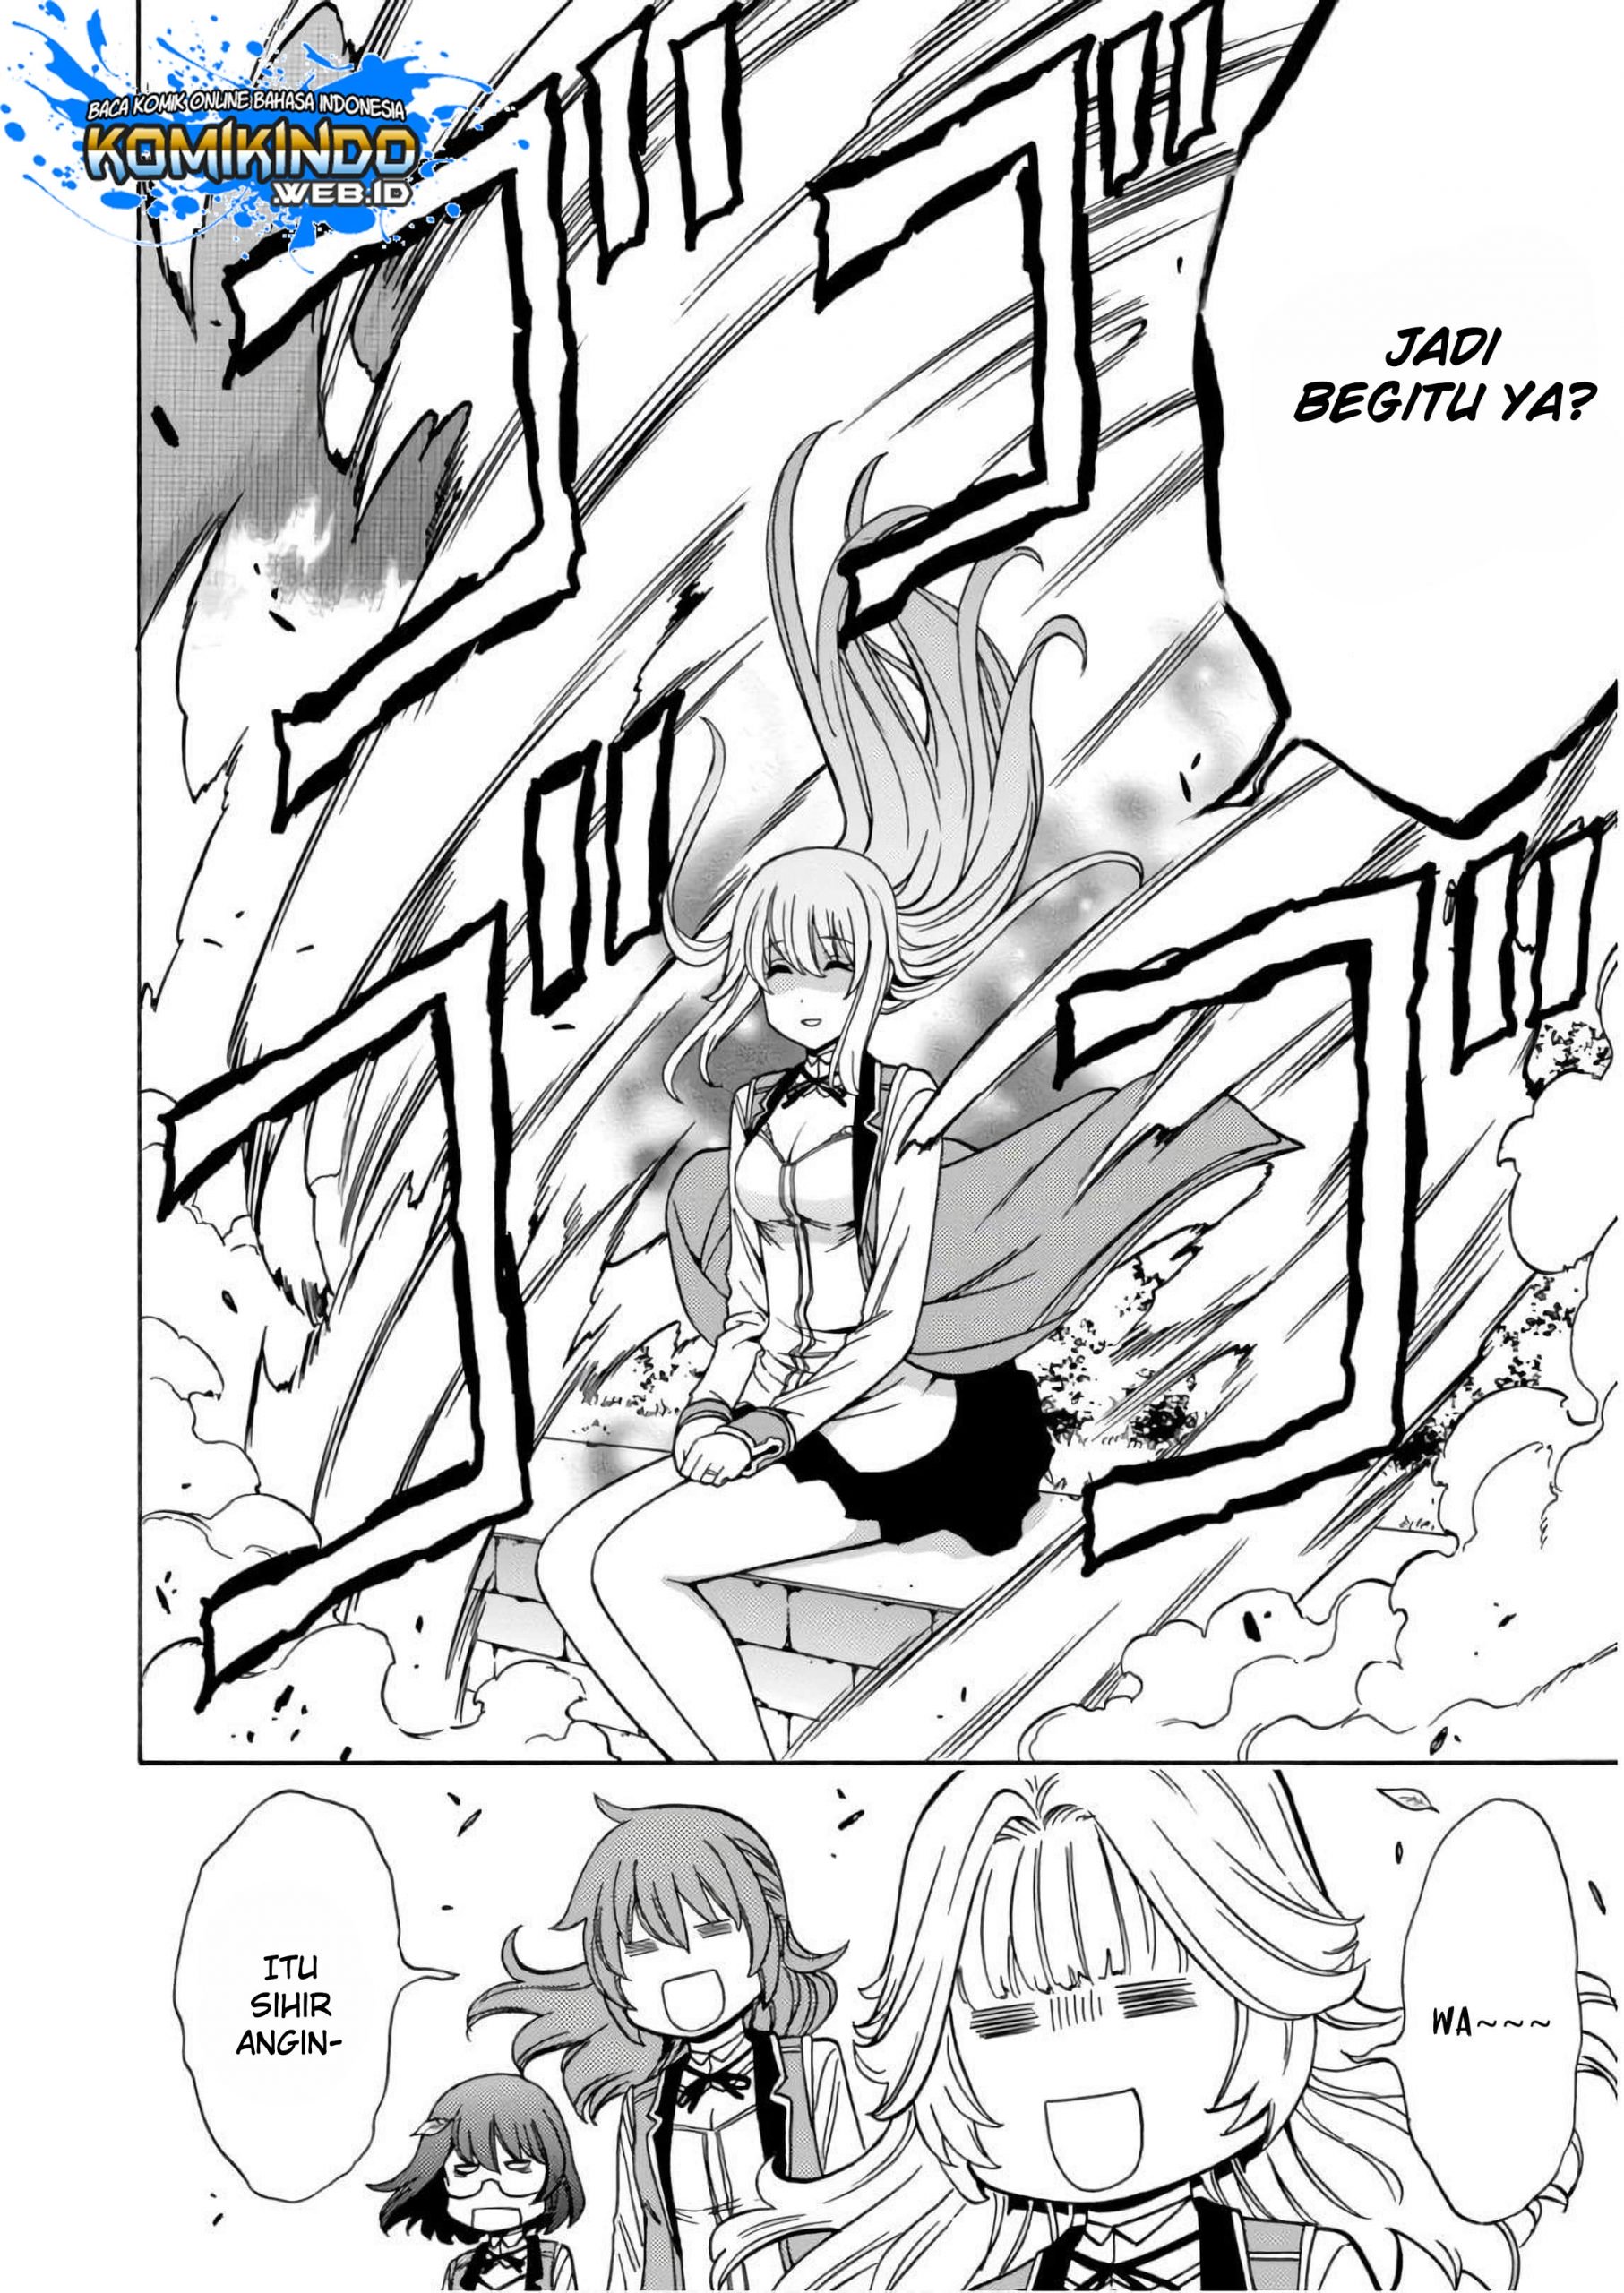 BACA KOMIK ONLINE BAHASA INDONESIA
KOMIKINDO
.WEB.ID
JADI
BEGITU YA?
ゴゴ
ゴゴ
WA~~~
ITU
SIHIR
ANGIN-